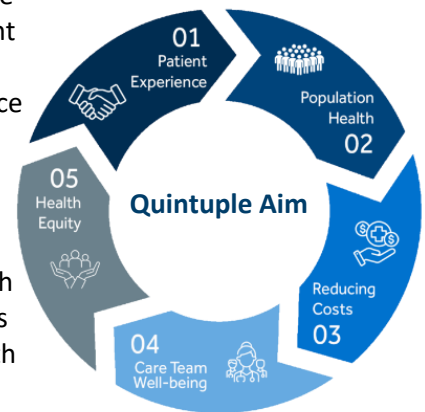 01
Patient
Experience
Population
Health
02
Reducing
Costs
03
04
Care Team
Well-being
05
Health
Equity
Quintuple Aim